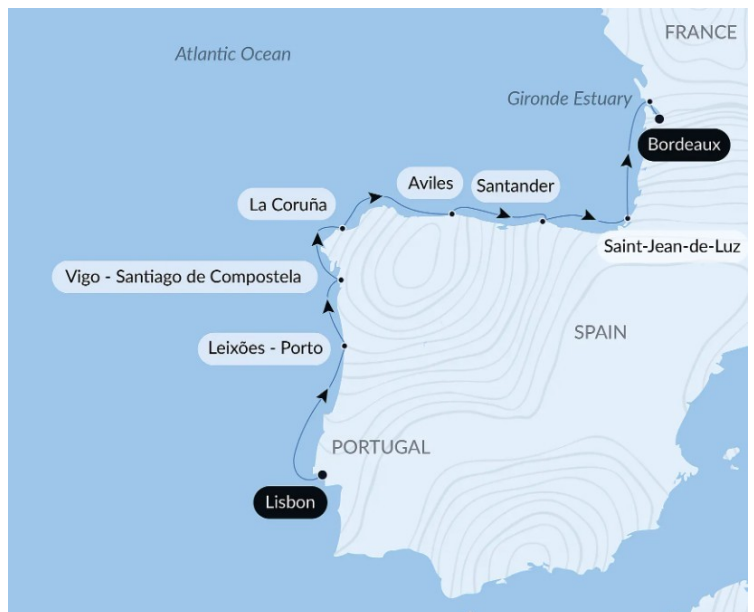 FRANCE
Atlantic Ocean
Gironde Estuary
Bordeaux
Aviles
Santander
La Coruña
Saint-Jean-de-Luz
Vigo - Santiago de Compostela
SPAIN
Leixões - Porto
PORTUGAL
Lisbon